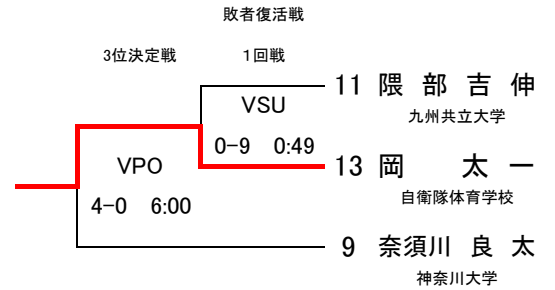 敗者復活戦
3位決定戦 1回戦
11 隈 部 吉 伸
VSU
九州共立大学
0-9 0:49
VPO
13 岡 太 一
自衛隊体育学校
4-0 6:00
9 奈須川 良 太
神奈川大学